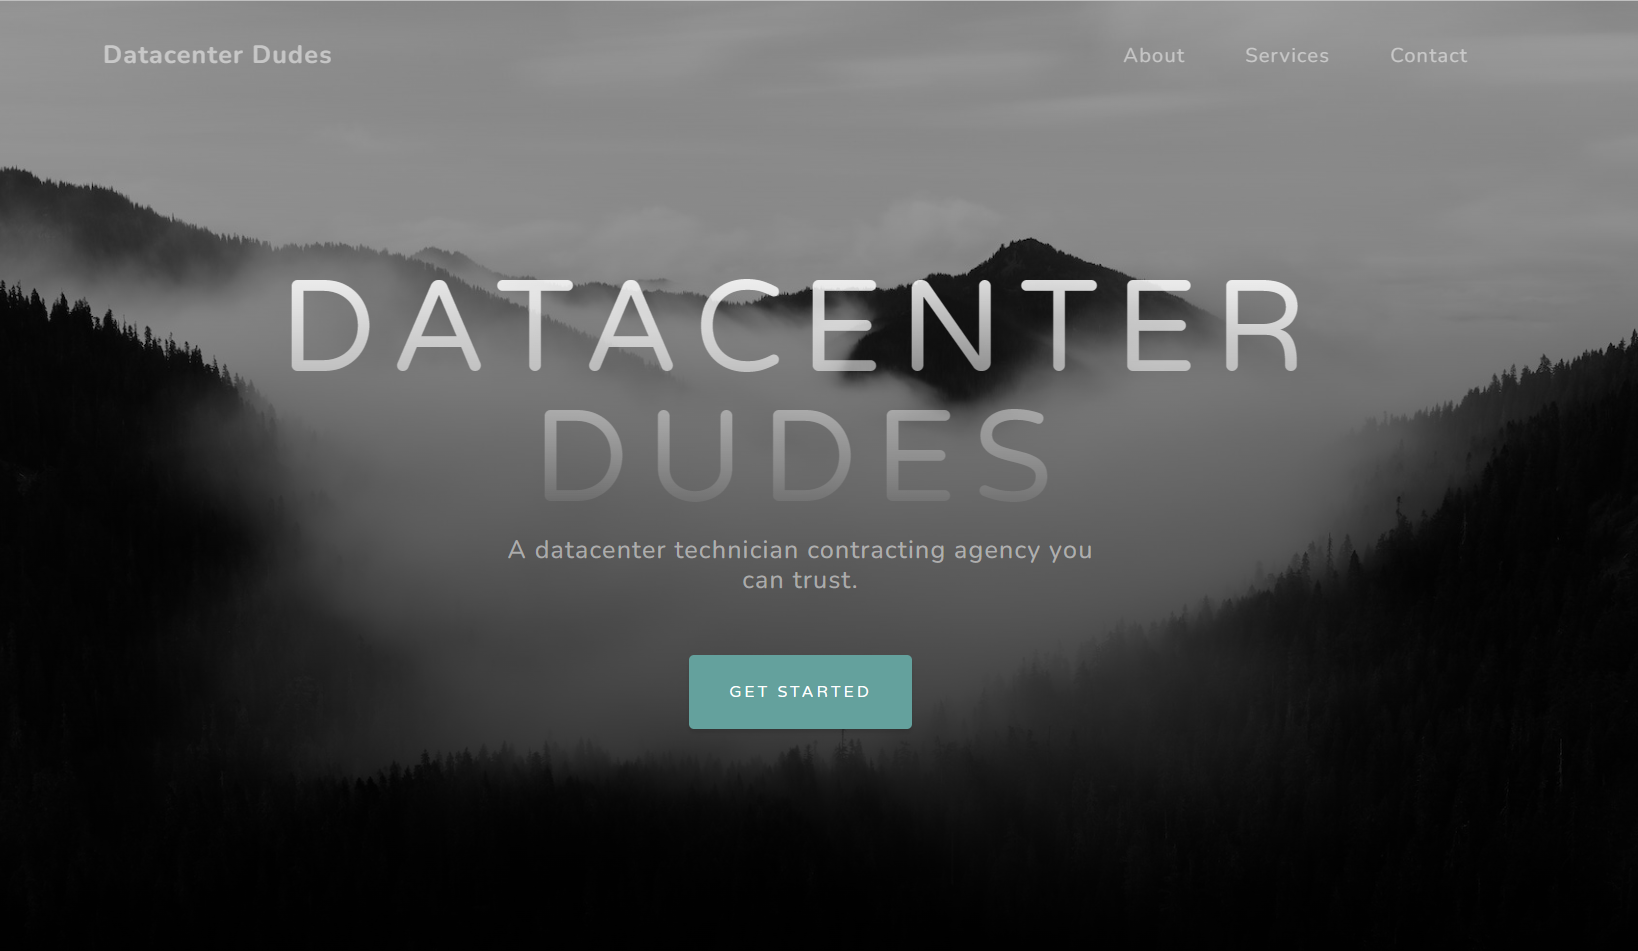 Datacenter Dudes
About Services Contact
DATACENTER
DUDES
A datacenter technician contracting agency you
can trust.
GET STARTED